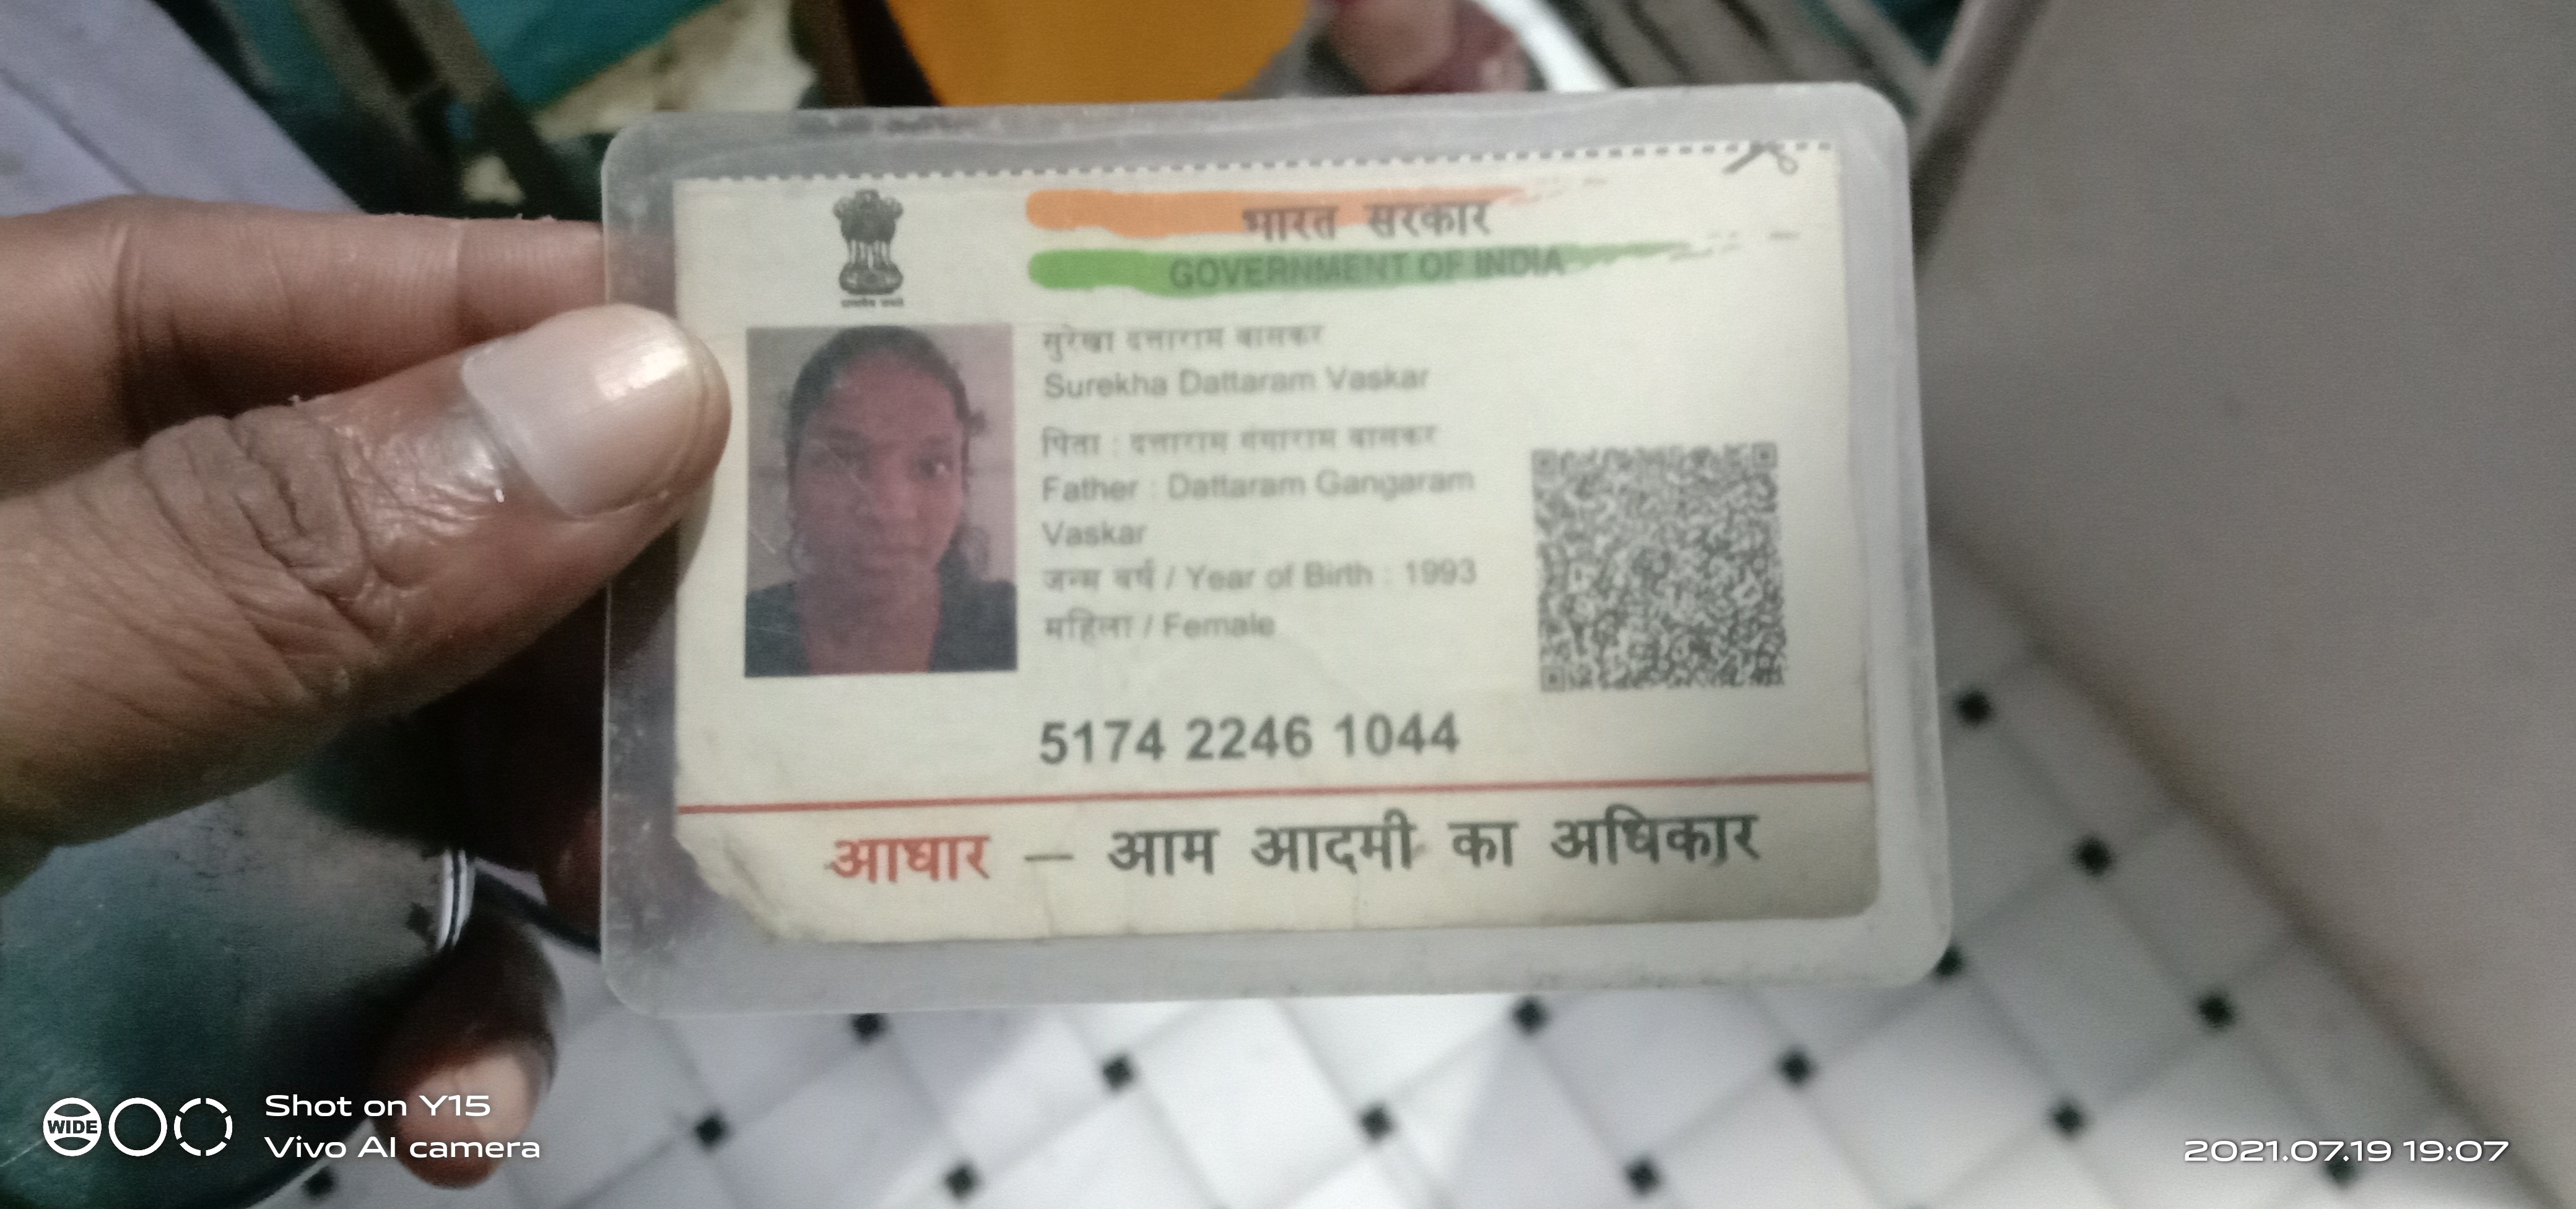 भारत सरकार
GOVERNMENT OF INDIA
सुरेखा दत्ताराम वासकर
Surekha Dattaram Vaskar
पिता : दत्ताराम गंगाराम वासकर
Father : Dattaram Gangaram
Vaskar
जन्म वर्ष / Year of Birth : 1993
महिला / Female
5174 2246 1044
आधार — आम आदमी का अधिकार
WIDE
Shot on Y15
Vivo AI camera
2021.07.19 19:07